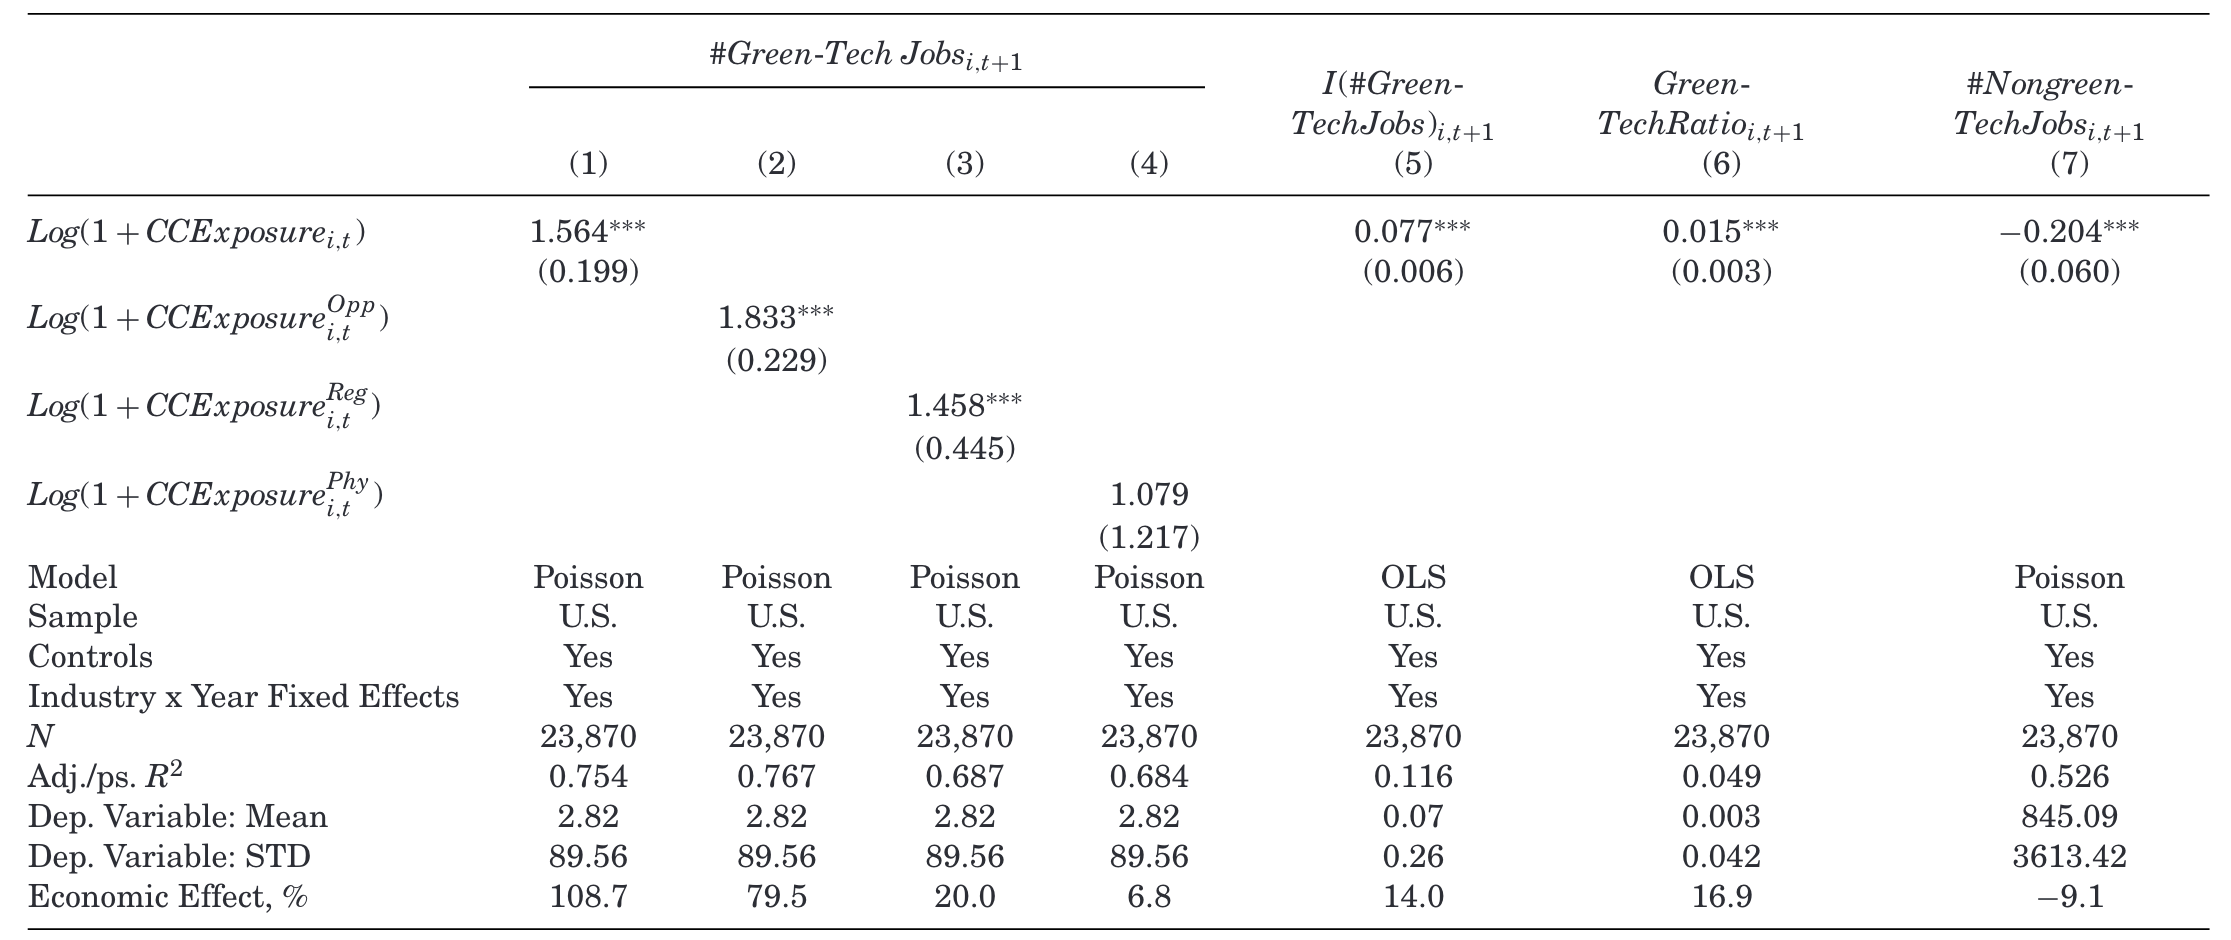 #Green-Tech Jobs_{i,t+1}
I(#Green- Green- #Nongreen-
TechJobs)_{i,t+1} TechRatio_{i,t+1} TechJobs_{i,t+1}
(1) (2) (3) (4) (5) (6) (7)
Log(1 + CCExposure_{i,t}) 1.564*** 0.077*** 0.015*** −0.204***
(0.199) (0.006) (0.003) (0.060)
Log(1 + CCExposure_{i,t}^{Opp}) 1.833***
(0.229)
Log(1 + CCExposure_{i,t}^{Reg}) 1.458***
(0.445)
Log(1 + CCExposure_{i,t}^{Phy}) 1.079
(1.217)
Model Poisson Poisson Poisson Poisson OLS OLS Poisson
Sample U.S. U.S. U.S. U.S. U.S. U.S. U.S.
Controls Yes Yes Yes Yes Yes Yes Yes
Industry x Year Fixed Effects Yes Yes Yes Yes Yes Yes Yes
N 23,870 23,870 23,870 23,870 23,870 23,870 23,870
Adj./ps. R² 0.754 0.767 0.687 0.684 0.116 0.049 0.526
Dep. Variable: Mean 2.82 2.82 2.82 2.82 0.07 0.003 845.09
Dep. Variable: STD 89.56 89.56 89.56 89.56 0.26 0.042 3613.42
Economic Effect, % 108.7 79.5 20.0 6.8 14.0 16.9 −9.1